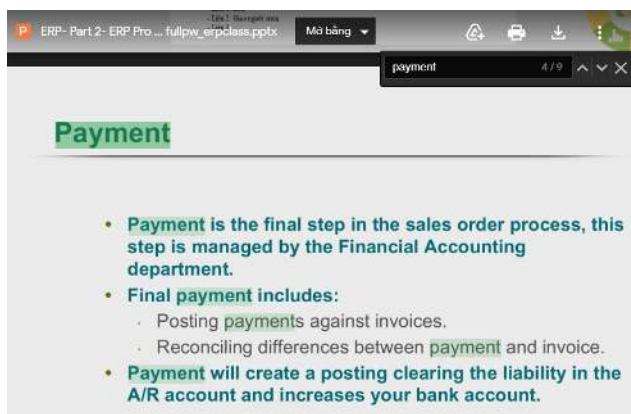 ERP- Part 2- ERP Pro ... fullpw_erpclass.pptx
Mở bằng
payment 4/9
Payment
• Payment is the final step in the sales order process, this
step is managed by the Financial Accounting
department.
• Final payment includes:
Posting payments against invoices.
Reconciling differences between payment and invoice.
• Payment will create a posting clearing the liability in the
A/R account and increases your bank account.